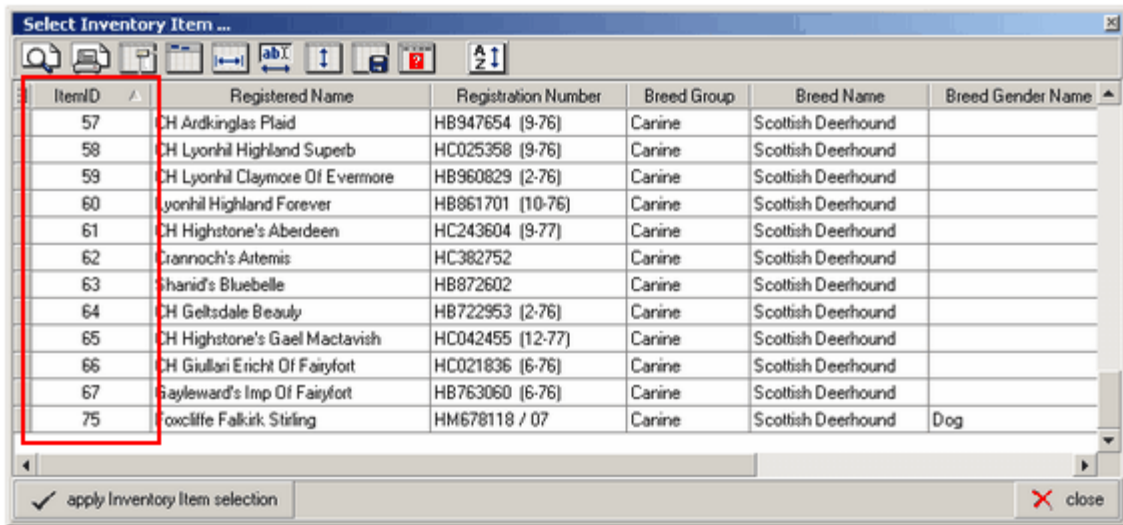 Select Inventory Item ...
abI
?
A
Z
ItemID Registered Name Registration Number Breed Group Breed Name Breed Gender Name
57 CH Ardkinglas Plaid HB947654 (9-76) Canine Scottish Deerhound
58 CH Lyonhil Highland Superb HC025358 (9-76) Canine Scottish Deerhound
59 CH Lyonhil Claymore Of Evermore HB960829 (2-76) Canine Scottish Deerhound
60 Lyonhil Highland Forever HB861701 (10-76) Canine Scottish Deerhound
61 CH Highstone's Aberdeen HC243604 (9-77) Canine Scottish Deerhound
62 Crannoch's Artemis HC382752 Canine Scottish Deerhound
63 Shanid's Bluebelle HB872602 Canine Scottish Deerhound
64 CH Geltsdale Beauly HB722953 (2-76) Canine Scottish Deerhound
65 CH Highstone's Gael Mactavish HC042455 (12-77) Canine Scottish Deerhound
66 CH Giullari Ericht Of Fairyfort HC021836 (6-76) Canine Scottish Deerhound
67 Gayleward's Imp Of Fairyfort HB763060 (6-76) Canine Scottish Deerhound
75 Foxcliffe Falkirk Stirling HM678118 / 07 Canine Scottish Deerhound Dog
apply Inventory Item selection close